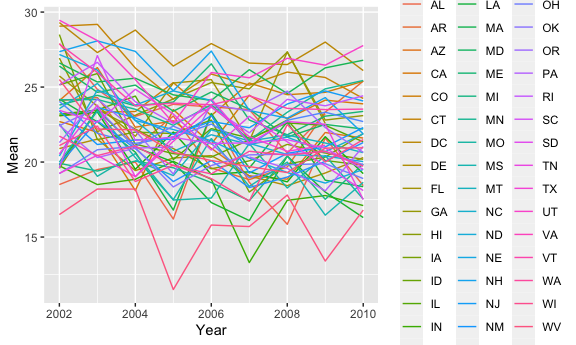 30
25
20
15
Mean
2002
2004
2006
2008
2010
Year
AL
AR
AZ
CA
CO
CT
DC
DE
FL
GA
HI
IA
ID
IL
IN
LA
MA
MD
ME
MI
MN
MO
MS
MT
NC
ND
NE
NH
NJ
NM
OH
OK
OR
PA
RI
SC
SD
TN
TX
UT
VA
VT
WA
WI
WV